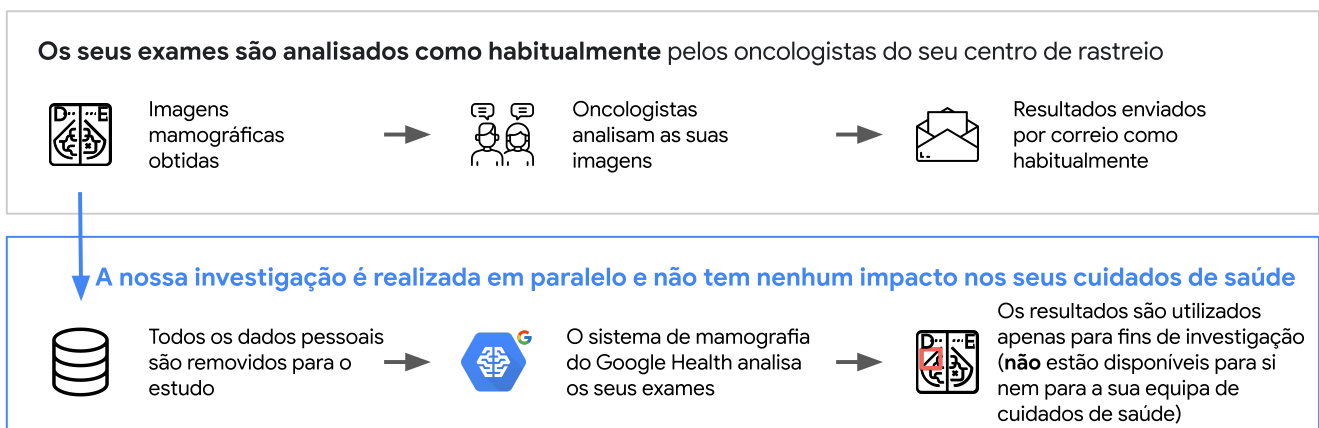 Os seus exames são analisados como habitualmente pelos oncologistas do seu centro de rastreio
D
E
Imagens
mamográficas
obtidas
Oncologistas
analisam as suas
imagens
Resultados enviados
por correio como
habitualmente
A nossa investigação é realizada em paralelo e não tem nenhum impacto nos seus cuidados de saúde
Todos os dados pessoais
são removidos para o
estudo
G
O sistema de mamografia
do Google Health analisa
os seus exames
D
E
Os resultados são utilizados
apenas para fins de investigação
(não estão disponíveis para si
nem para a sua equipa de
cuidados de saúde)